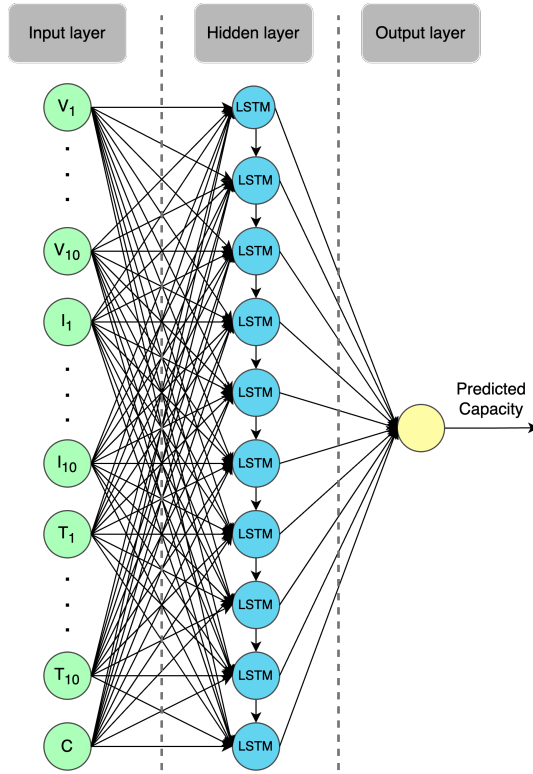 Input layer
Hidden layer
Output layer
V1
V10
I1
I10
T1
T10
C
LSTM
LSTM
LSTM
LSTM
LSTM
LSTM
LSTM
LSTM
LSTM
LSTM
Predicted
Capacity